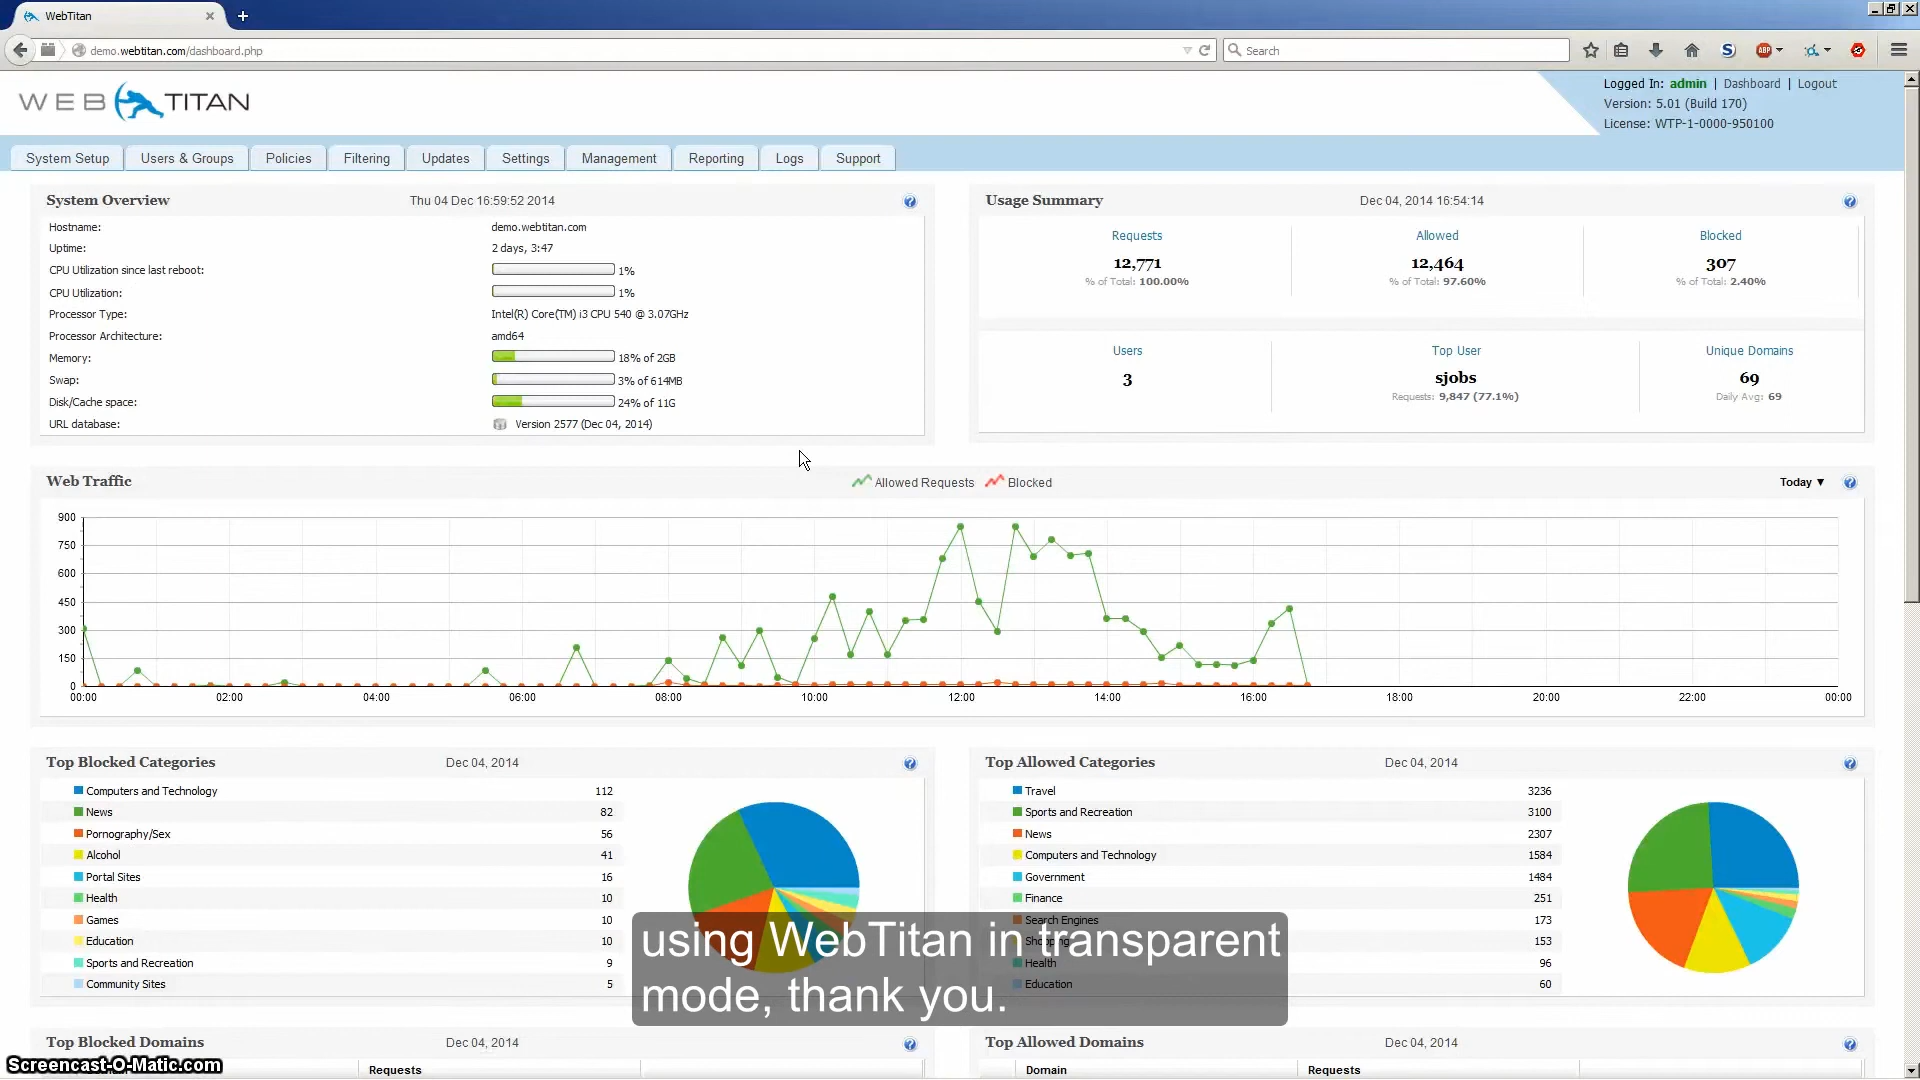 WebTitan
demo.webtitan.com/dashboard.php
Search
WEB TITAN
Logged In: admin | Dashboard | Logout
Version: 5.01 (Build 170)
License: WTP-1-0000-950100
System Setup Users & Groups Policies Filtering Updates Settings Management Reporting Logs Support
System Overview Thu 04 Dec 16:59:52 2014
Hostname: demo.webtitan.com
Uptime: 2 days, 3:47
CPU Utilization since last reboot: 1%
CPU Utilization: 1%
Processor Type: Intel(R) Core(TM) i3 CPU 540 @ 3.07GHz
Processor Architecture: amd64
Memory: 18% of 2GB
Swap: 3% of 614MB
Disk/Cache space: 24% of 11G
URL database: Version 2577 (Dec 04, 2014)
Usage Summary Dec 04, 2014 16:54:14
Requests Allowed Blocked
12,771 12,464 307
% of Total: 100.00% % of Total: 97.60% % of Total: 2.40%
Users Top User Unique Domains
3 sjobs 69
Requests: 9,847 (77.1%) Daily Avg: 69
Web Traffic Allowed Requests Blocked Today ▼
900
750
600
450
300
150
0
00:00 02:00 04:00 06:00 08:00 10:00 12:00 14:00 16:00 18:00 20:00 22:00 00:00
Top Blocked Categories Dec 04, 2014
Computers and Technology 112
News 82
Pornography/Sex 56
Alcohol 41
Portal Sites 16
Health 10
Games 10
Education 10
Sports and Recreation 9
Community Sites 5
Top Allowed Categories Dec 04, 2014
Travel 3236
Sports and Recreation 3100
News 2307
Computers and Technology 1584
Government 1484
Finance 251
Search Engines 173
Shopping 153
Health 96
Education 60
using WebTitan in transparent
mode, thank you.
Top Blocked Domains Dec 04, 2014
Requests
Top Allowed Domains Dec 04, 2014
Domain Requests
Screencast-O-Matic.com